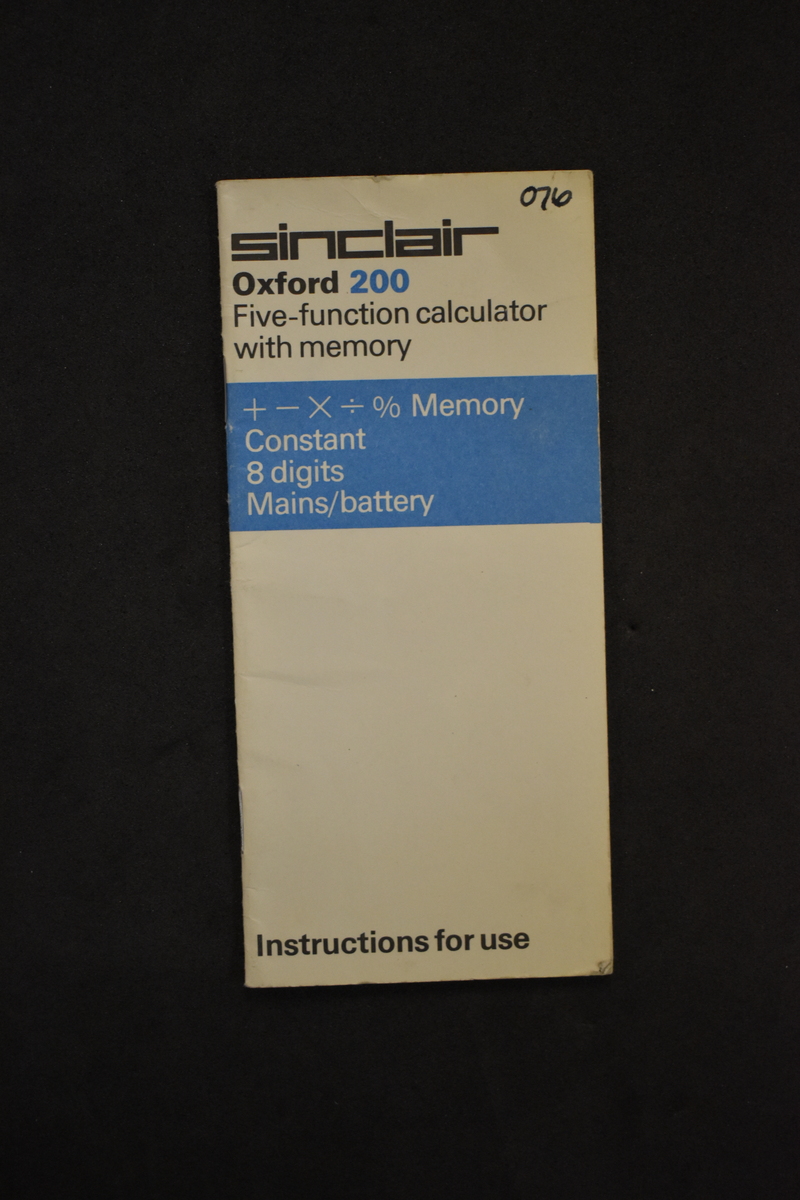 076
sinclair
Oxford 200
Five-function calculator
with memory
+ − × ÷ % Memory
Constant
8 digits
Mains/battery
Instructions for use